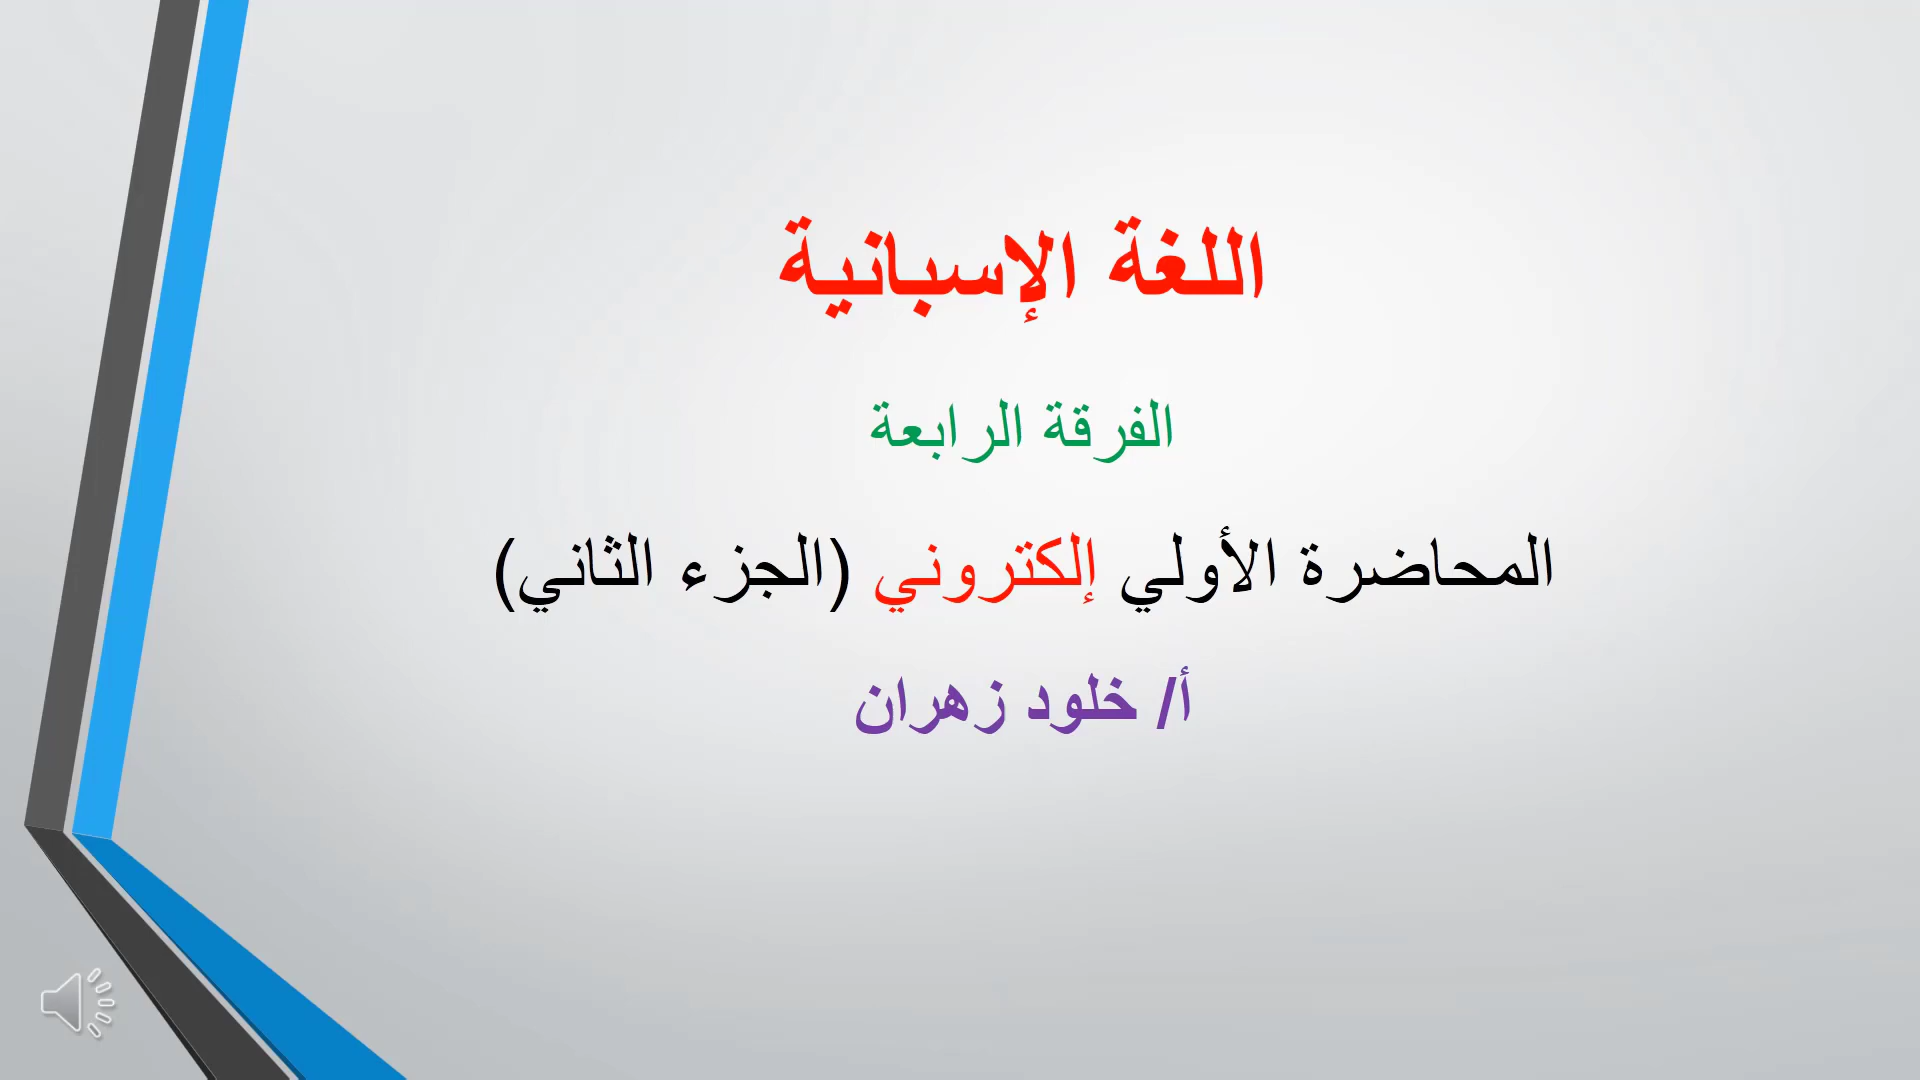 اللغة الإسبانية
الفرقة الرابعة
المحاضرة الأولي إلكتروني (الجزء الثاني)
أ/ خلود زهران